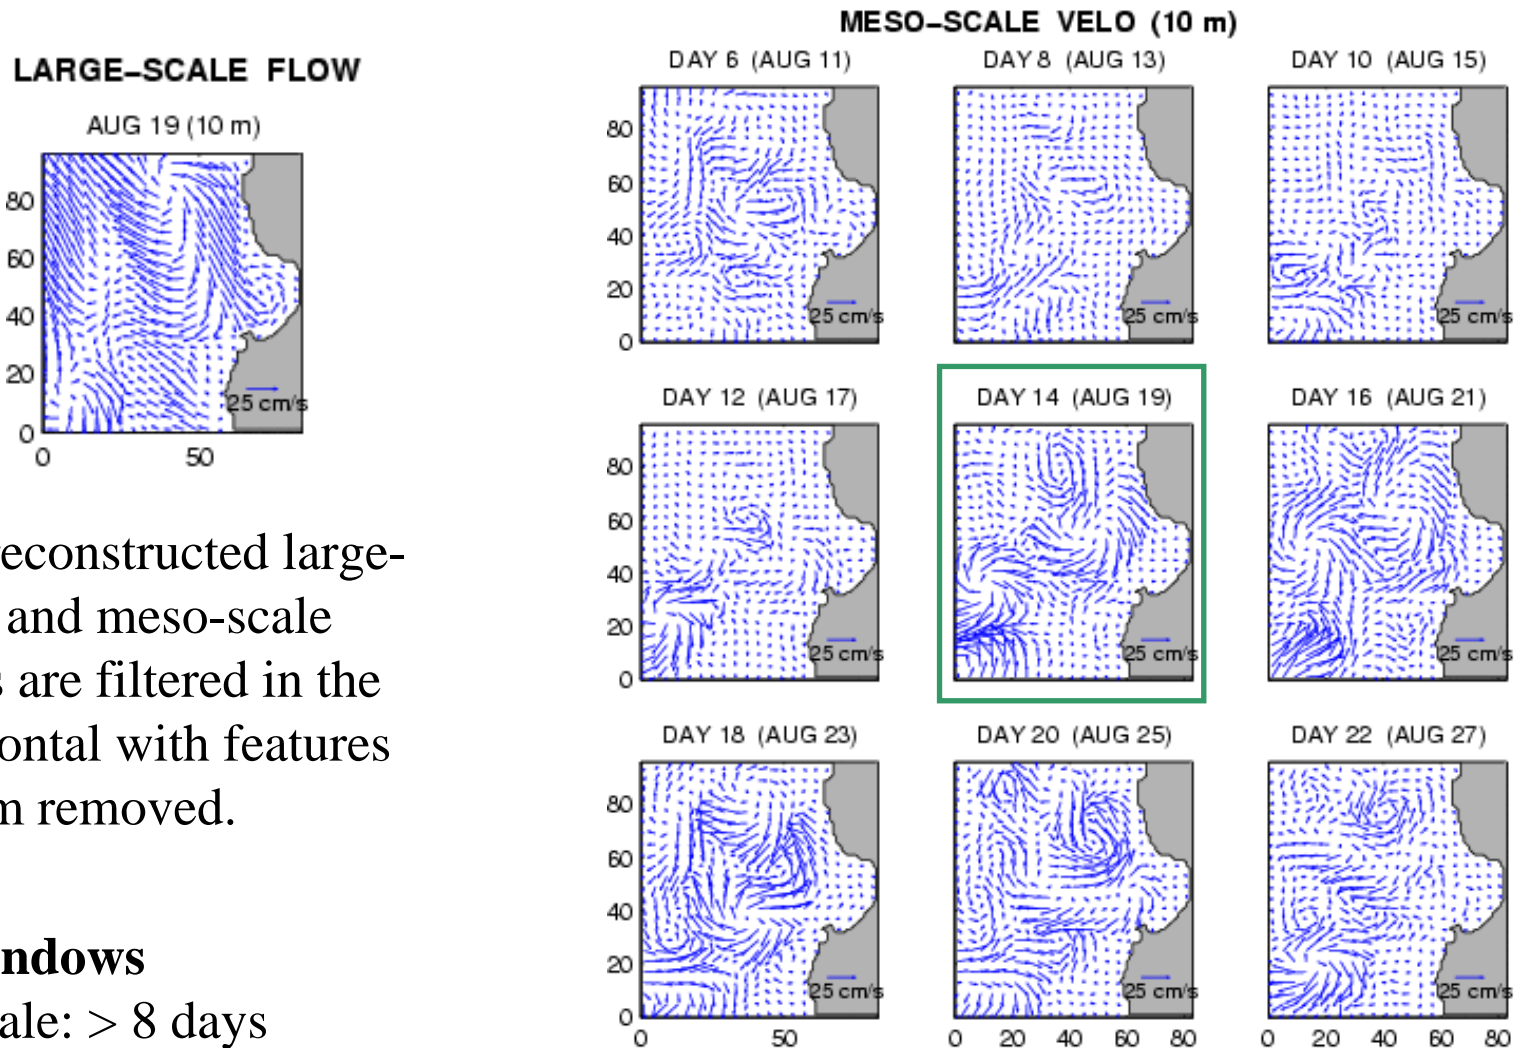 MESO−SCALE VELO (10 m)
LARGE−SCALE FLOW
AUG 19 (10 m)
80
60
40
20
0
25 cm/s
0 50
DAY 6 (AUG 11) DAY 8 (AUG 13) DAY 10 (AUG 15)
80
60
40
20
0
25 cm/s 25 cm/s 25 cm/s
DAY 12 (AUG 17) DAY 14 (AUG 19) DAY 16 (AUG 21)
80
60
40
20
0
25 cm/s 25 cm/s 25 cm/s
DAY 18 (AUG 23) DAY 20 (AUG 25) DAY 22 (AUG 27)
80
60
40
20
0
25 cm/s 25 cm/s 25 cm/s
0 50 0 20 40 60 80 0 20 40 60 80
reconstructed large-
and meso-scale
s are filtered in the
ontal with features
m removed.
ndows
ale: > 8 days